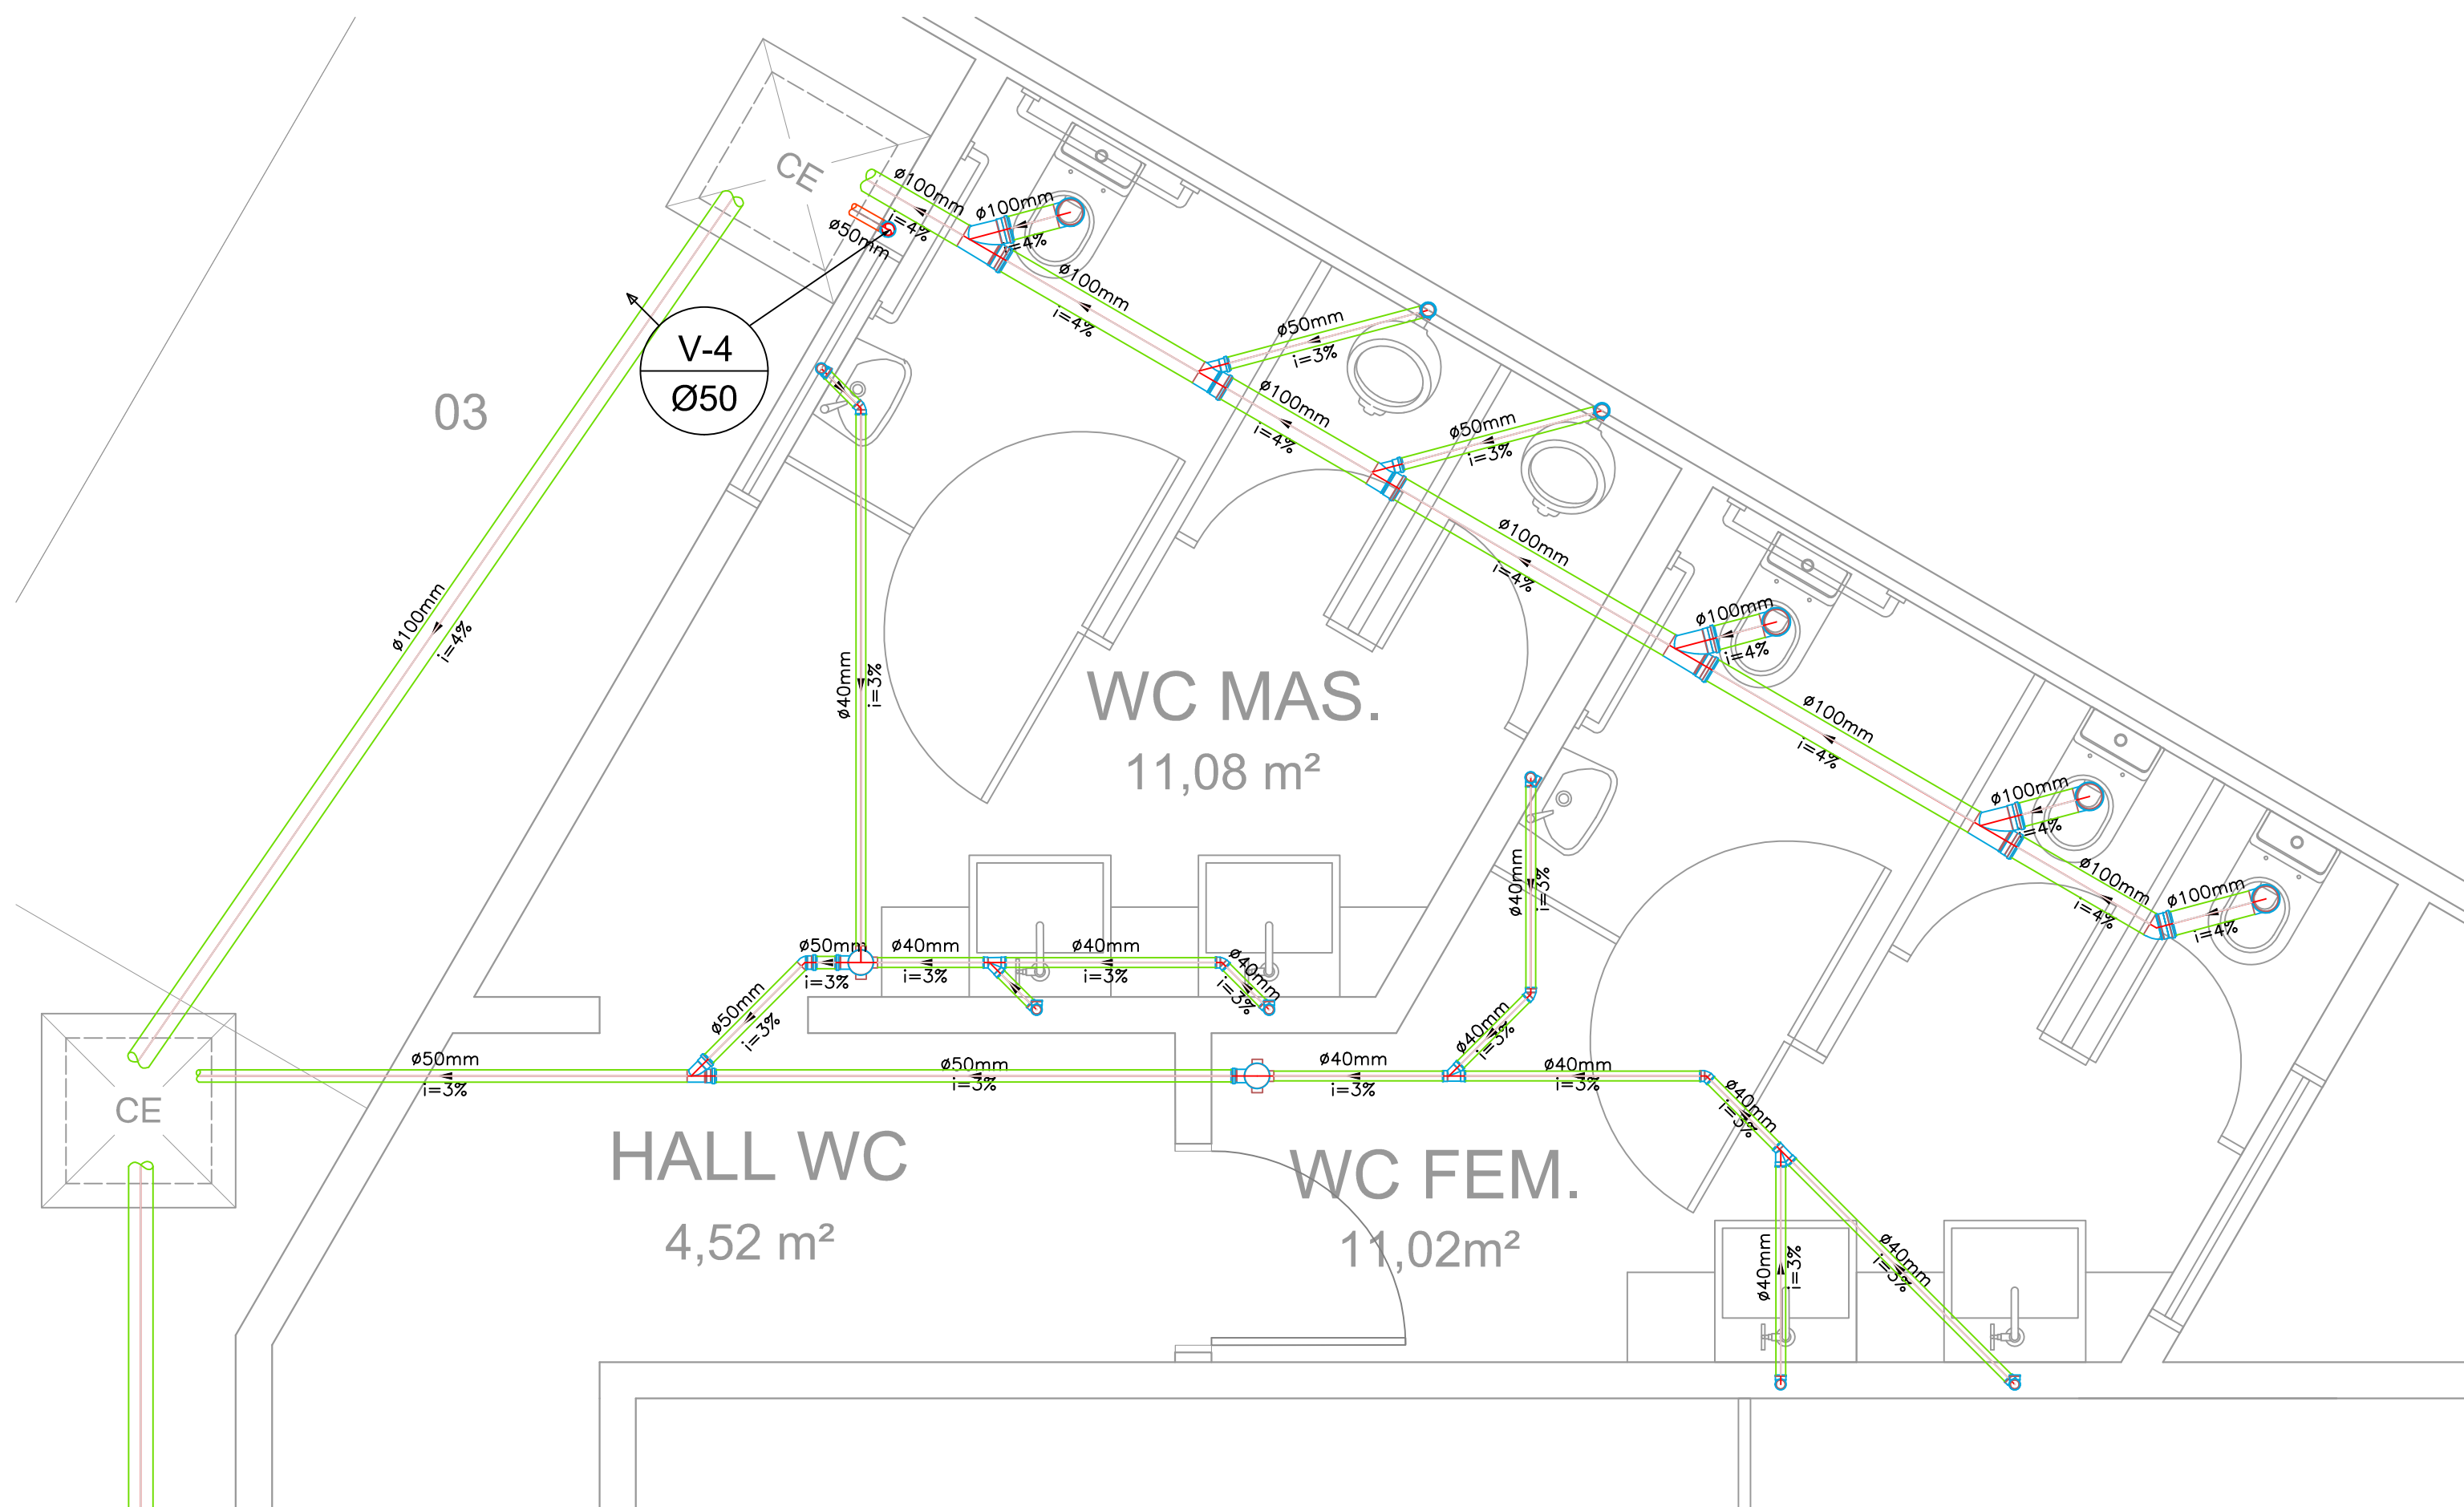 CE
ø100mm
i=4%
ø100mm
i=4%
ø50mm
ø100mm
i=4%
V-4
Ø50
ø50mm
i=3%
ø100mm
i=4%
03
ø50mm
i=3%
ø100mm
i=4%
ø100mm
i=4%
ø100mm
i=4%
ø40mm
i=3%
WC MAS.
11,08 m²
ø100mm
i=4%
ø100mm
i=4%
ø40mm
i=3%
ø100mm
i=4%
ø100mm
i=4%
ø50mm
i=3%
ø40mm
i=3%
ø40mm
i=3%
ø40mm
i=3%
ø50mm
i=3%
ø40mm
i=3%
ø50mm
i=3%
ø50mm
i=3%
ø40mm
i=3%
ø40mm
i=3%
CE
ø40mm
i=3%
HALL WC
4,52 m²
WC FEM.
11,02m²
ø40mm
i=3%
ø40mm
i=3%